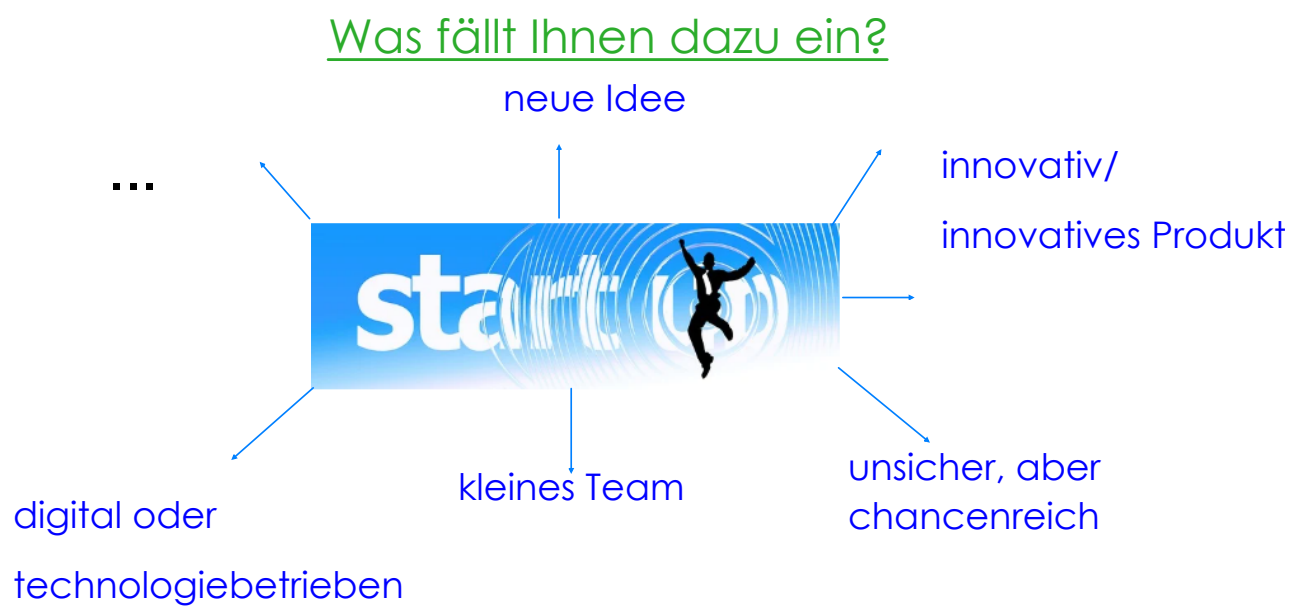 Was fällt Ihnen dazu ein?
neue Idee
...
innovativ/
innovatives Produkt
start up
unsicher, aber
chancenreich
kleines Team
digital oder
technologiebetrieben